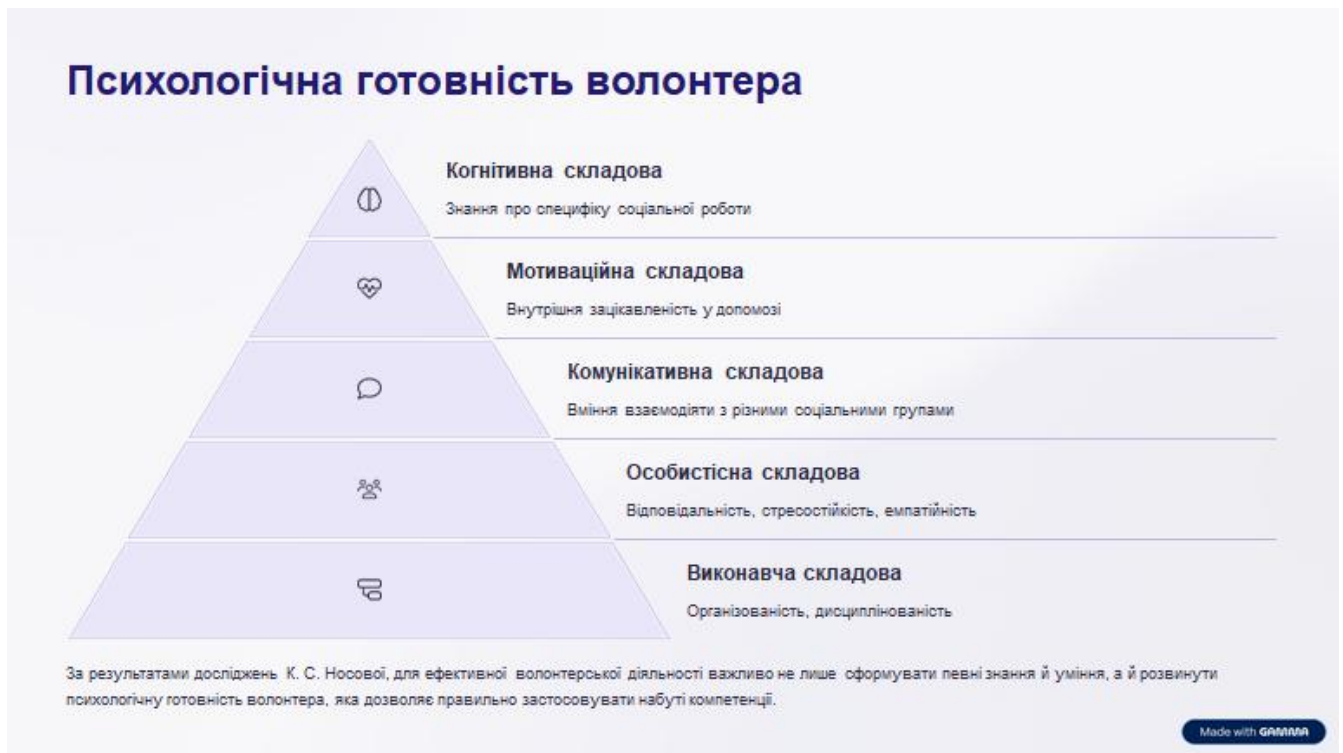 Психологічна готовність волонтера
Когнітивна складова
Знання про специфіку соціальної роботи
Мотиваційна складова
Внутрішня зацікавленість у допомозі
Комунікативна складова
Вміння взаємодіяти з різними соціальними групами
Особистісна складова
Відповідальність, стресостійкість, емпатійність
Виконавча складова
Організованість, дисциплінованість
За результатами досліджень К. С. Носової, для ефективної волонтерської діяльності важливо не лише сформувати певні знання й уміння, а й розвинути
психологічну готовність волонтера, яка дозволяє правильно застосовувати набуті компетенції.
Made with GAMMA